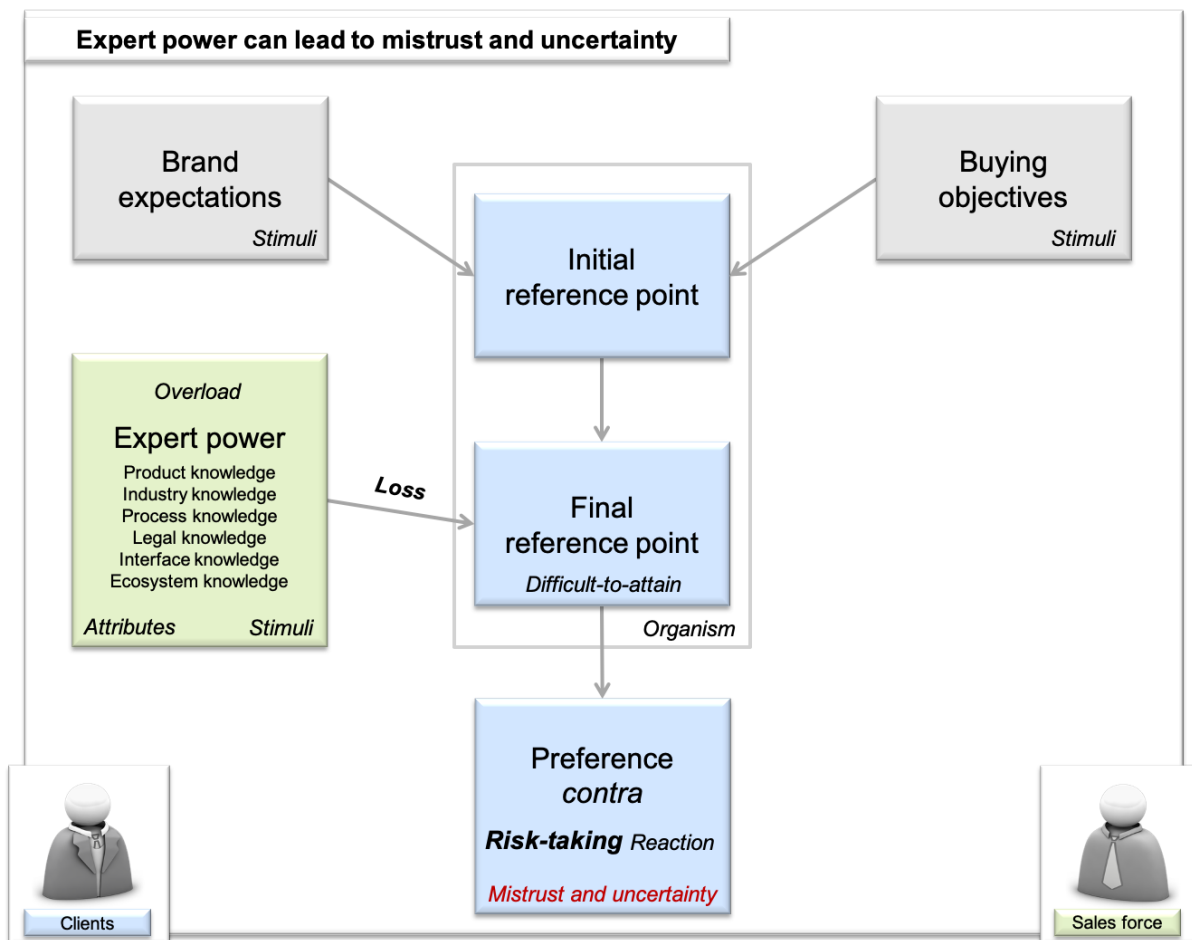 Expert power can lead to mistrust and uncertainty
Brand
expectations
Stimuli
Buying
objectives
Stimuli
Initial
reference point
Overload
Expert power
Product knowledge
Industry knowledge
Process knowledge
Legal knowledge
Interface knowledge
Ecosystem knowledge
Attributes Stimuli
Loss
Final
reference point
Difficult-to-attain
Organism
Preference
contra
Risk-taking Reaction
Mistrust and uncertainty
Clients
Sales force